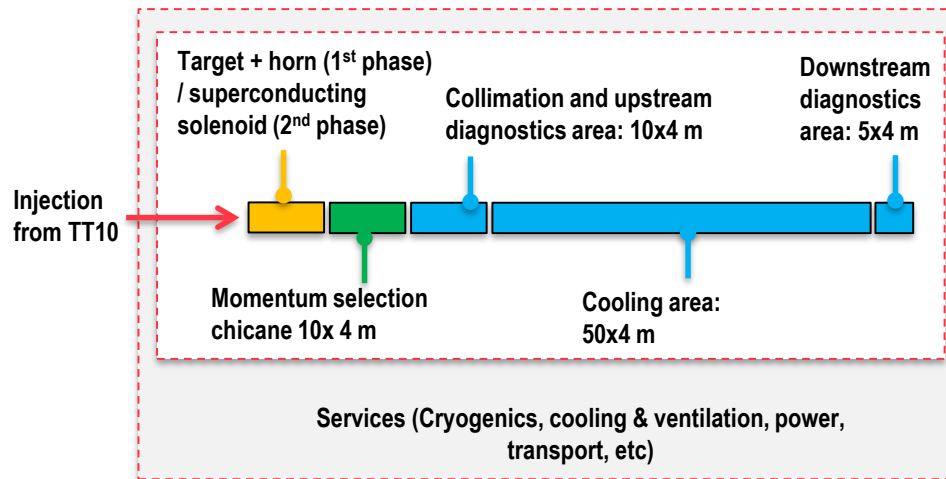 Target + horn (1st phase)
/ superconducting
solenoid (2nd phase)
Collimation and upstream
diagnostics area: 10x4 m
Downstream
diagnostics
area: 5x4 m
Injection
from TT10
Momentum selection
chicane 10x 4 m
Cooling area:
50x4 m
Services (Cryogenics, cooling & ventilation, power,
transport, etc)